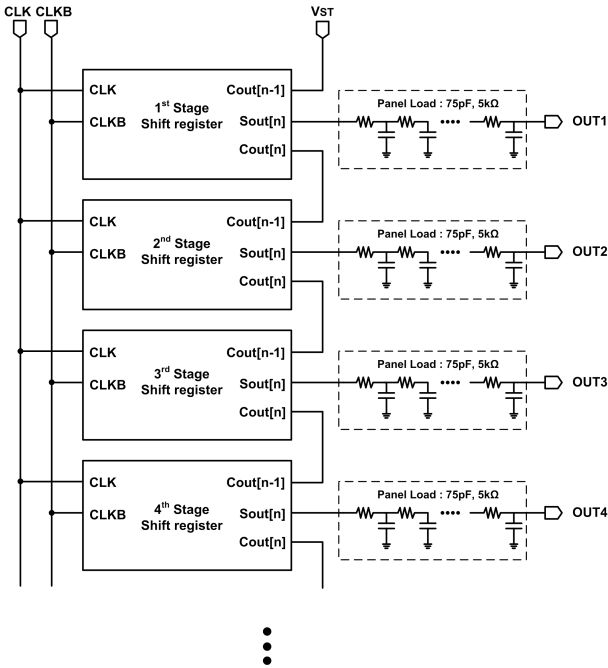 CLK CLKB VST
CLK Cout[n-1]
1st Stage
Shift register
CLKB Sout[n]
Cout[n]
Panel Load : 75pF, 5kΩ
OUT1
CLK Cout[n-1]
2nd Stage
Shift register
CLKB Sout[n]
Cout[n]
Panel Load : 75pF, 5kΩ
OUT2
CLK Cout[n-1]
3rd Stage
Shift register
CLKB Sout[n]
Cout[n]
Panel Load : 75pF, 5kΩ
OUT3
CLK Cout[n-1]
4th Stage
Shift register
CLKB Sout[n]
Cout[n]
Panel Load : 75pF, 5kΩ
OUT4